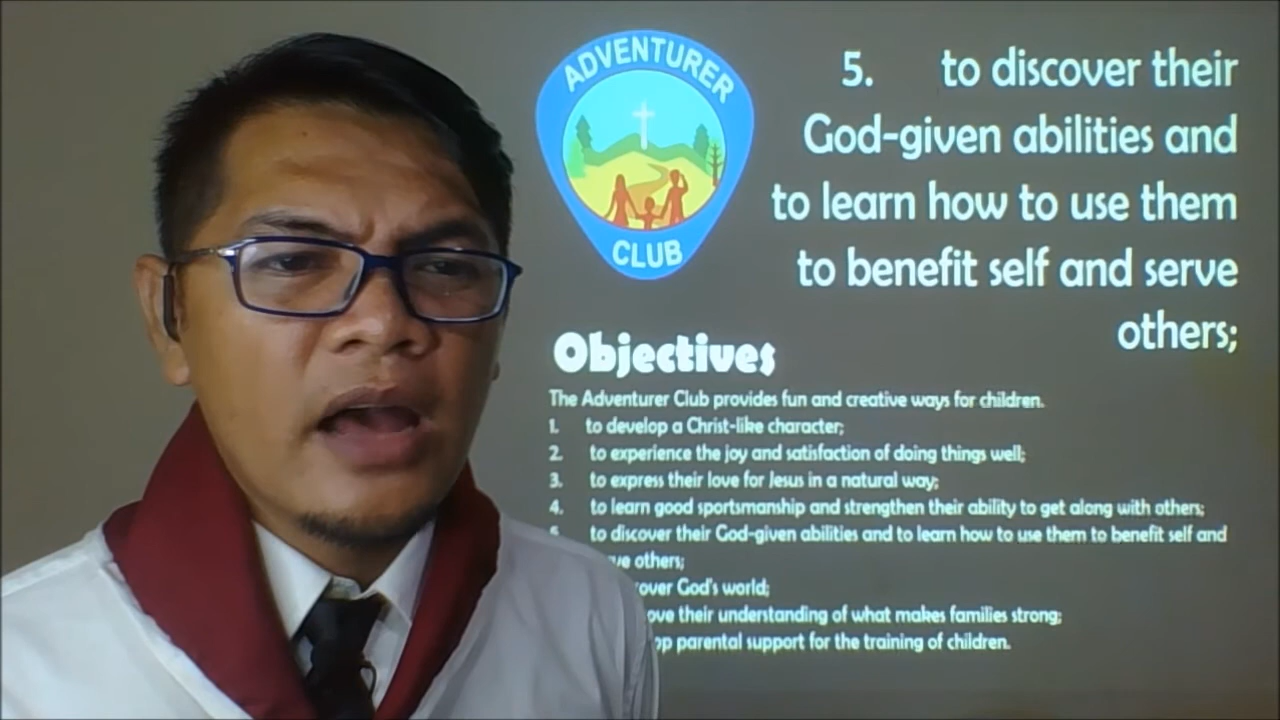 ADVENTURER
CLUB
5. to discover their
God-given abilities and
to learn how to use them
to benefit self and serve
others;
Objectives
The Adventurer Club provides fun and creative ways for children.
1. to develop a Christ-like character;
2. to experience the joy and satisfaction of doing things well;
3. to express their love for Jesus in a natural way;
4. to learn good sportsmanship and strengthen their ability to get along with others;
to discover their God-given abilities and to learn how to use them to benefit self and
others;
God's world;
their understanding of what makes families strong;
parental support for the training of children.